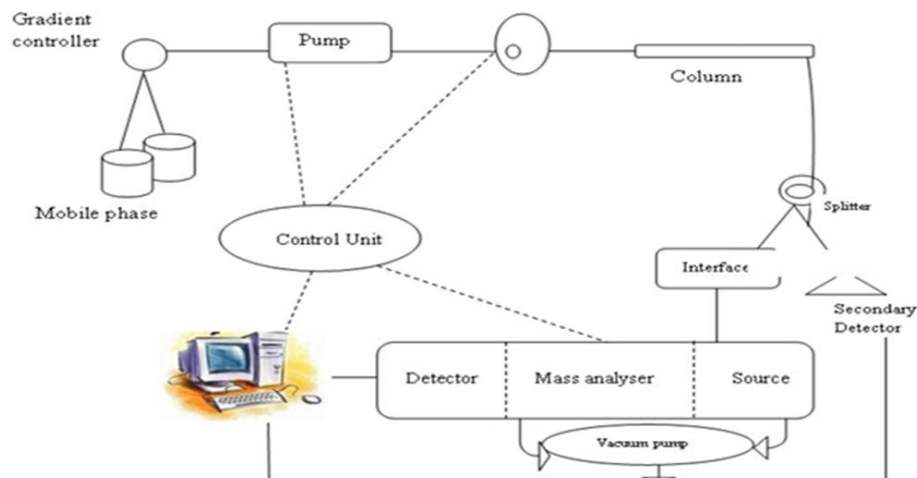 Gradient
controller
Pump
Column
Mobile phase
Splitter
Control Unit
Interface
Secondary
Detector
Detector
Mass analyser
Source
Vacuum pump